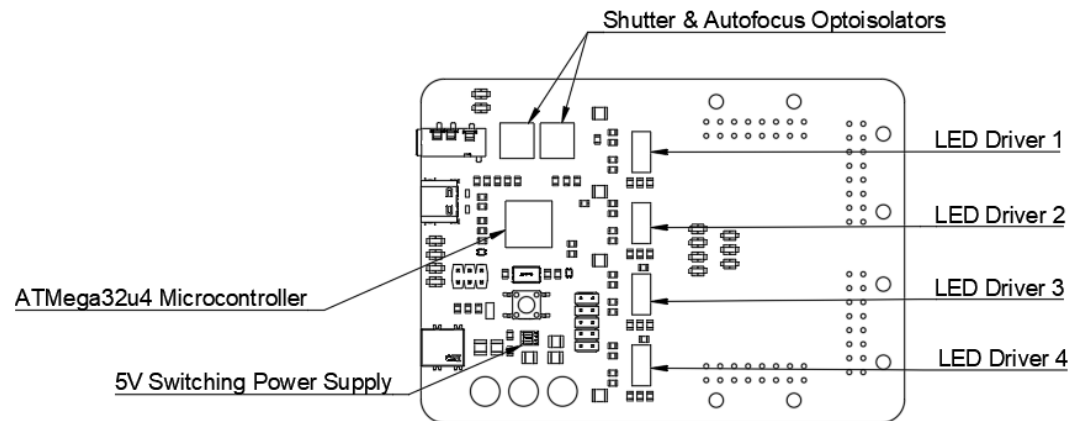 Shutter & Autofocus Optoisolators
LED Driver 1
LED Driver 2
ATMega32u4 Microcontroller
LED Driver 3
5V Switching Power Supply
LED Driver 4